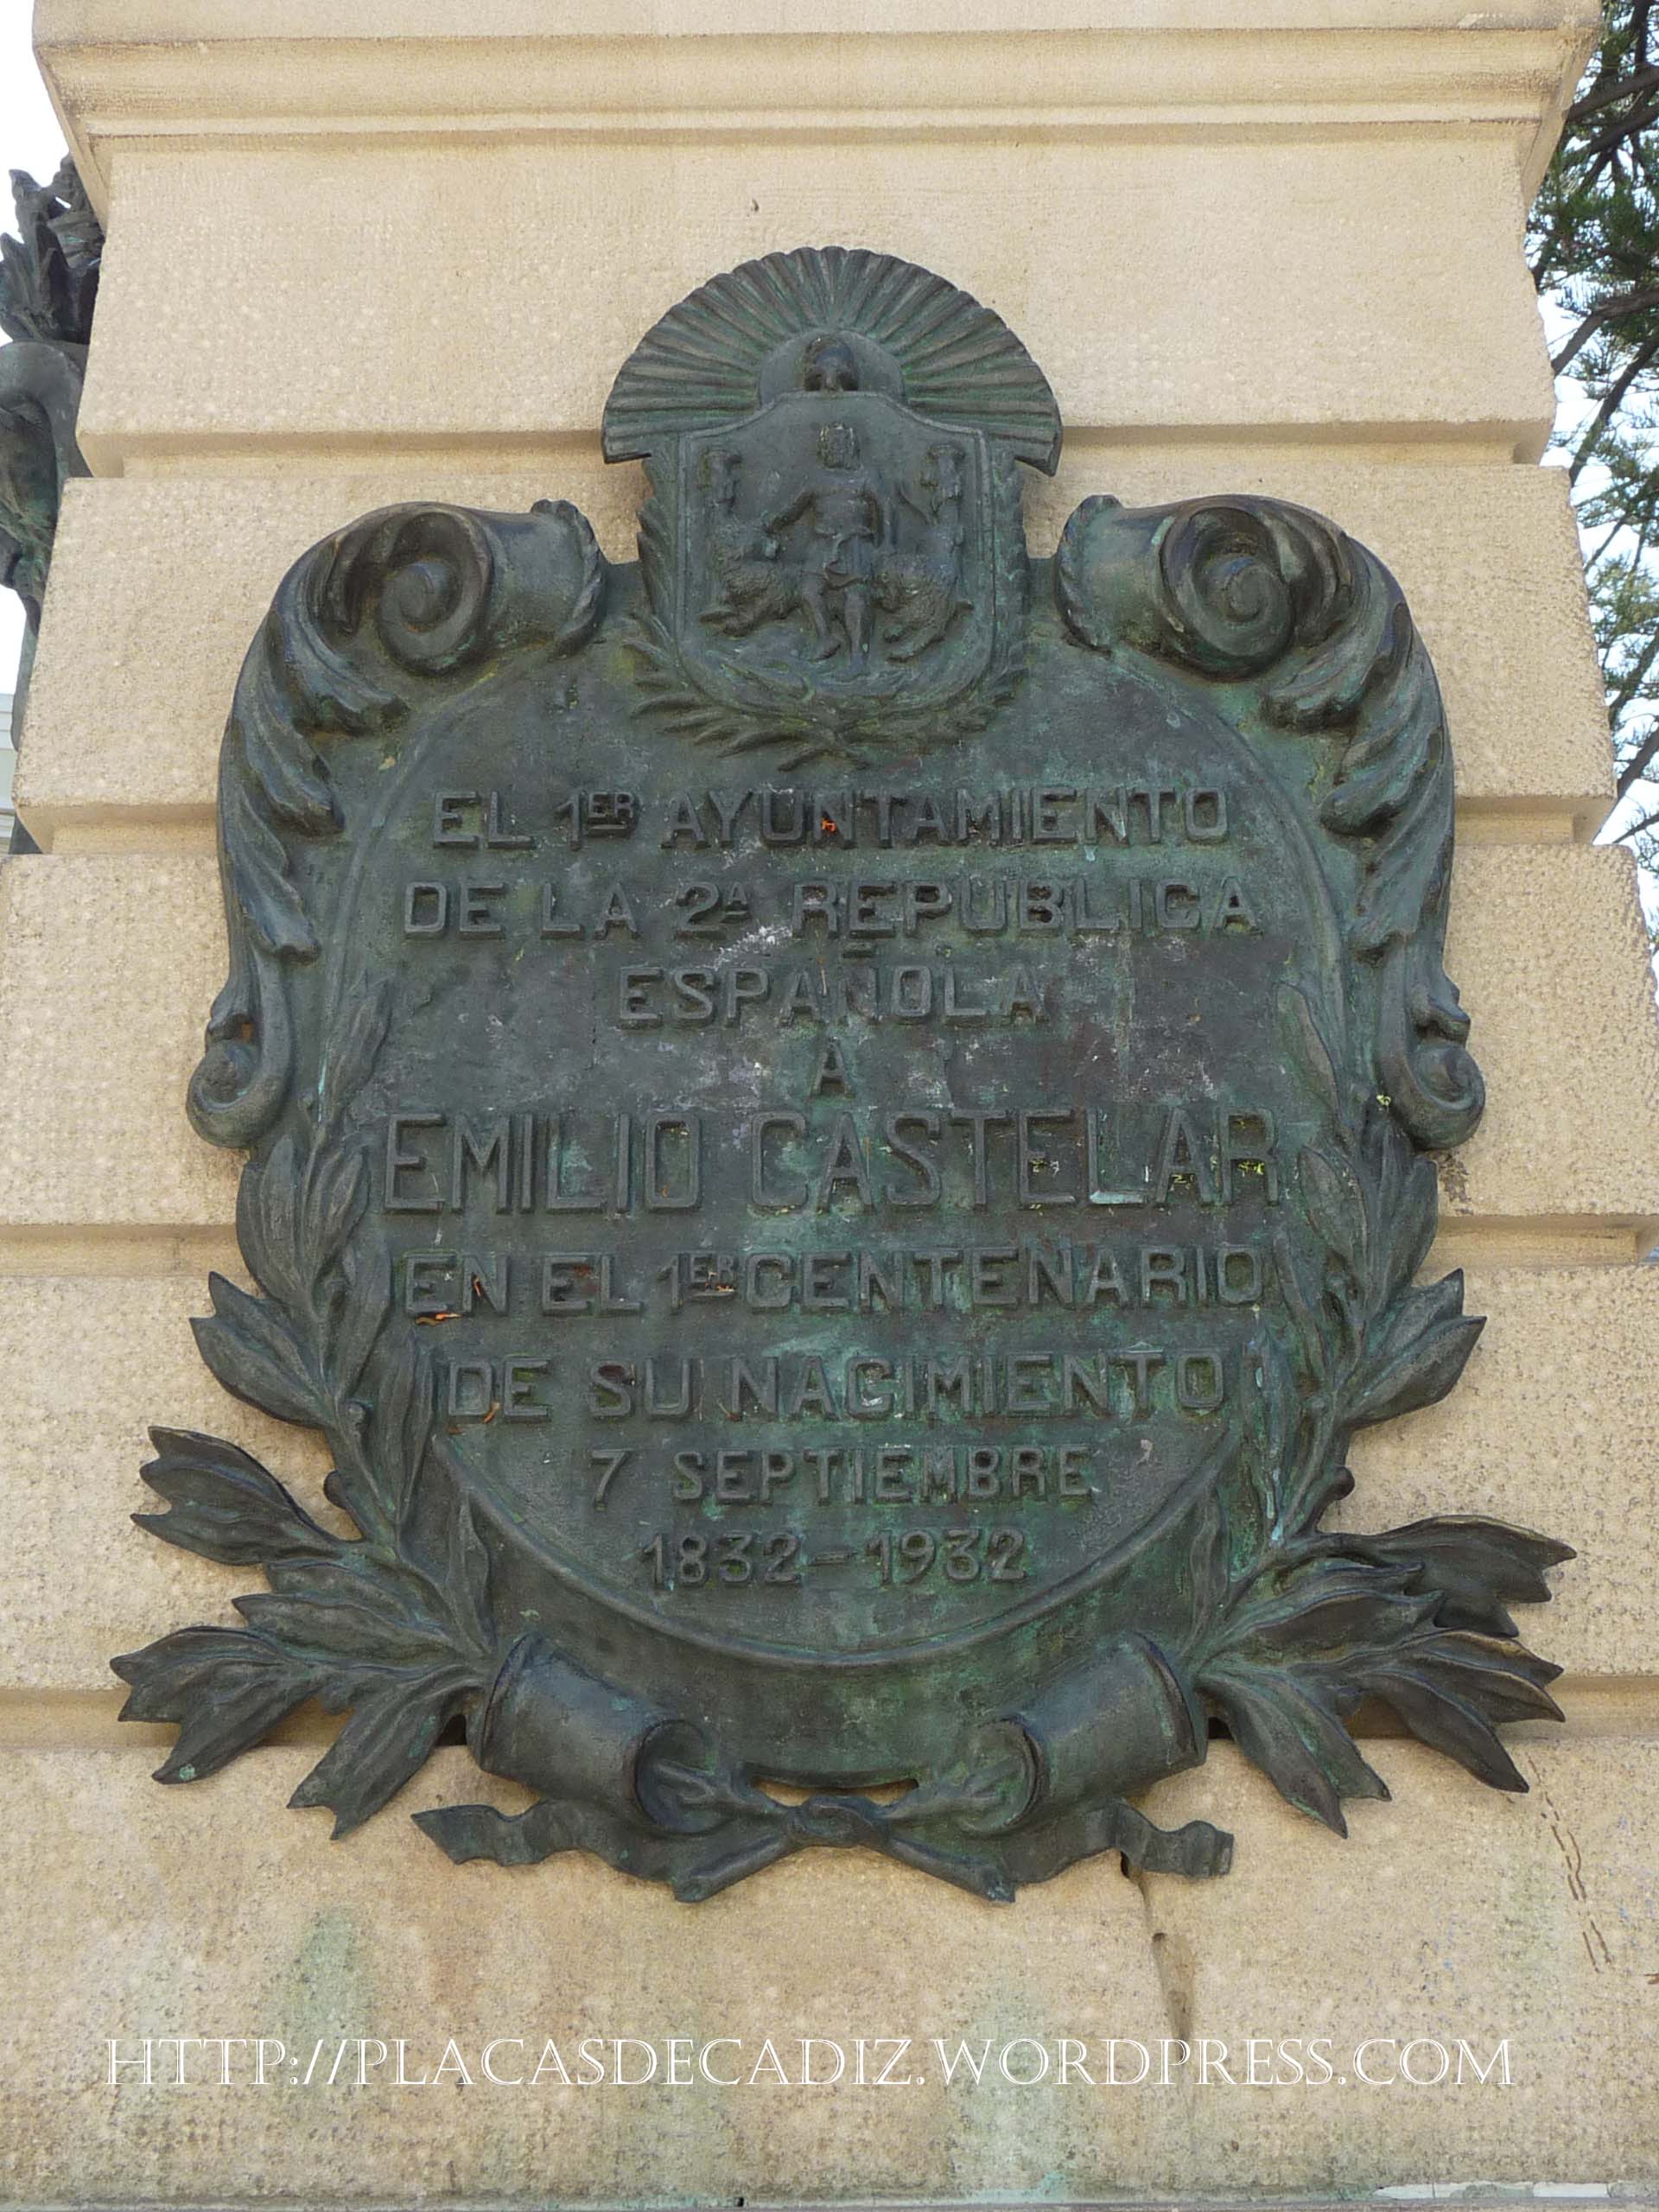 EL 1ER AYUNTAMIENTO
DE LA 2A REPUBLICA
ESPAÑOLA
A
EMILIO CASTELAR
EN EL 1ER CENTENARIO
DE SU NACIMIENTO
7 SEPTIEMBRE
1832-1932
HTTP://PLACASDECADIZ.WORDPRESS.COM